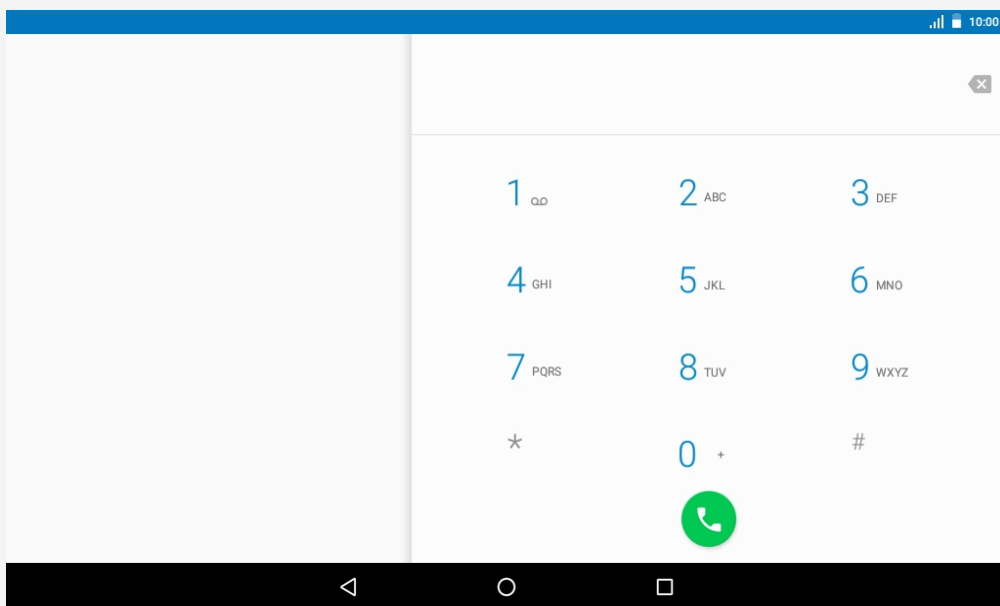 10:00
1
2 ABC
3 DEF
4 GHI
5 JKL
6 MNO
7 PQRS
8 TUV
9 WXYZ
*
0 +
#